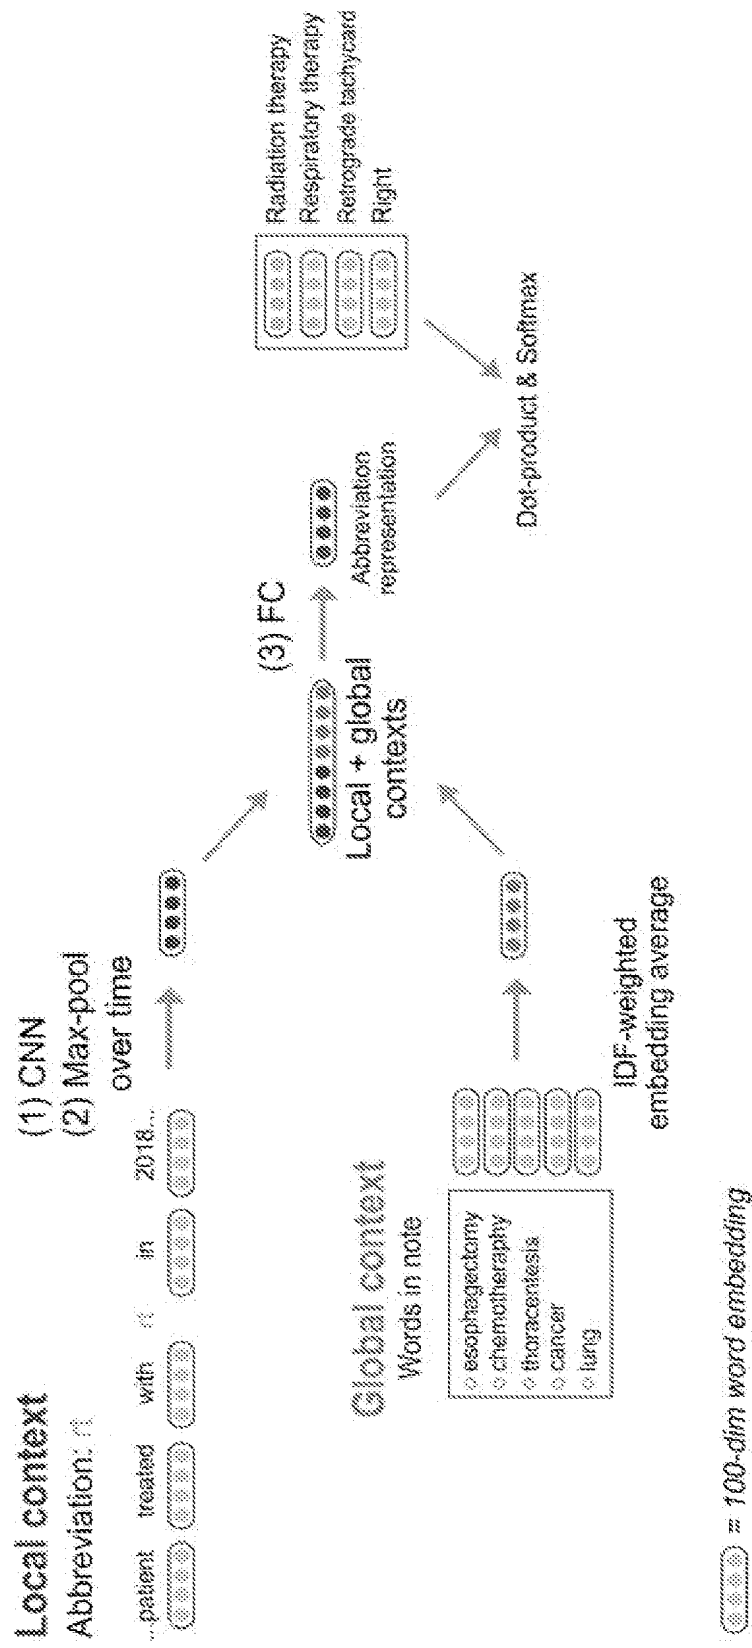 Local context
Abbreviation: rt
...patient treated with rt in 2018...
(1) CNN
(2) Max-pool
over time
Global context
Words in note
◇ esophagectomy
◇ chemotheraphy
◇ thoracentesis
◇ cancer
◇ lung
IDF-weighted
embedding average
Local + global
contexts
(3) FC
Abbreviation
representation
Radiation therapy
Respiratory therapy
Retrograde tachycard
Right
Dot-product & Softmax
= 100-dim word embedding